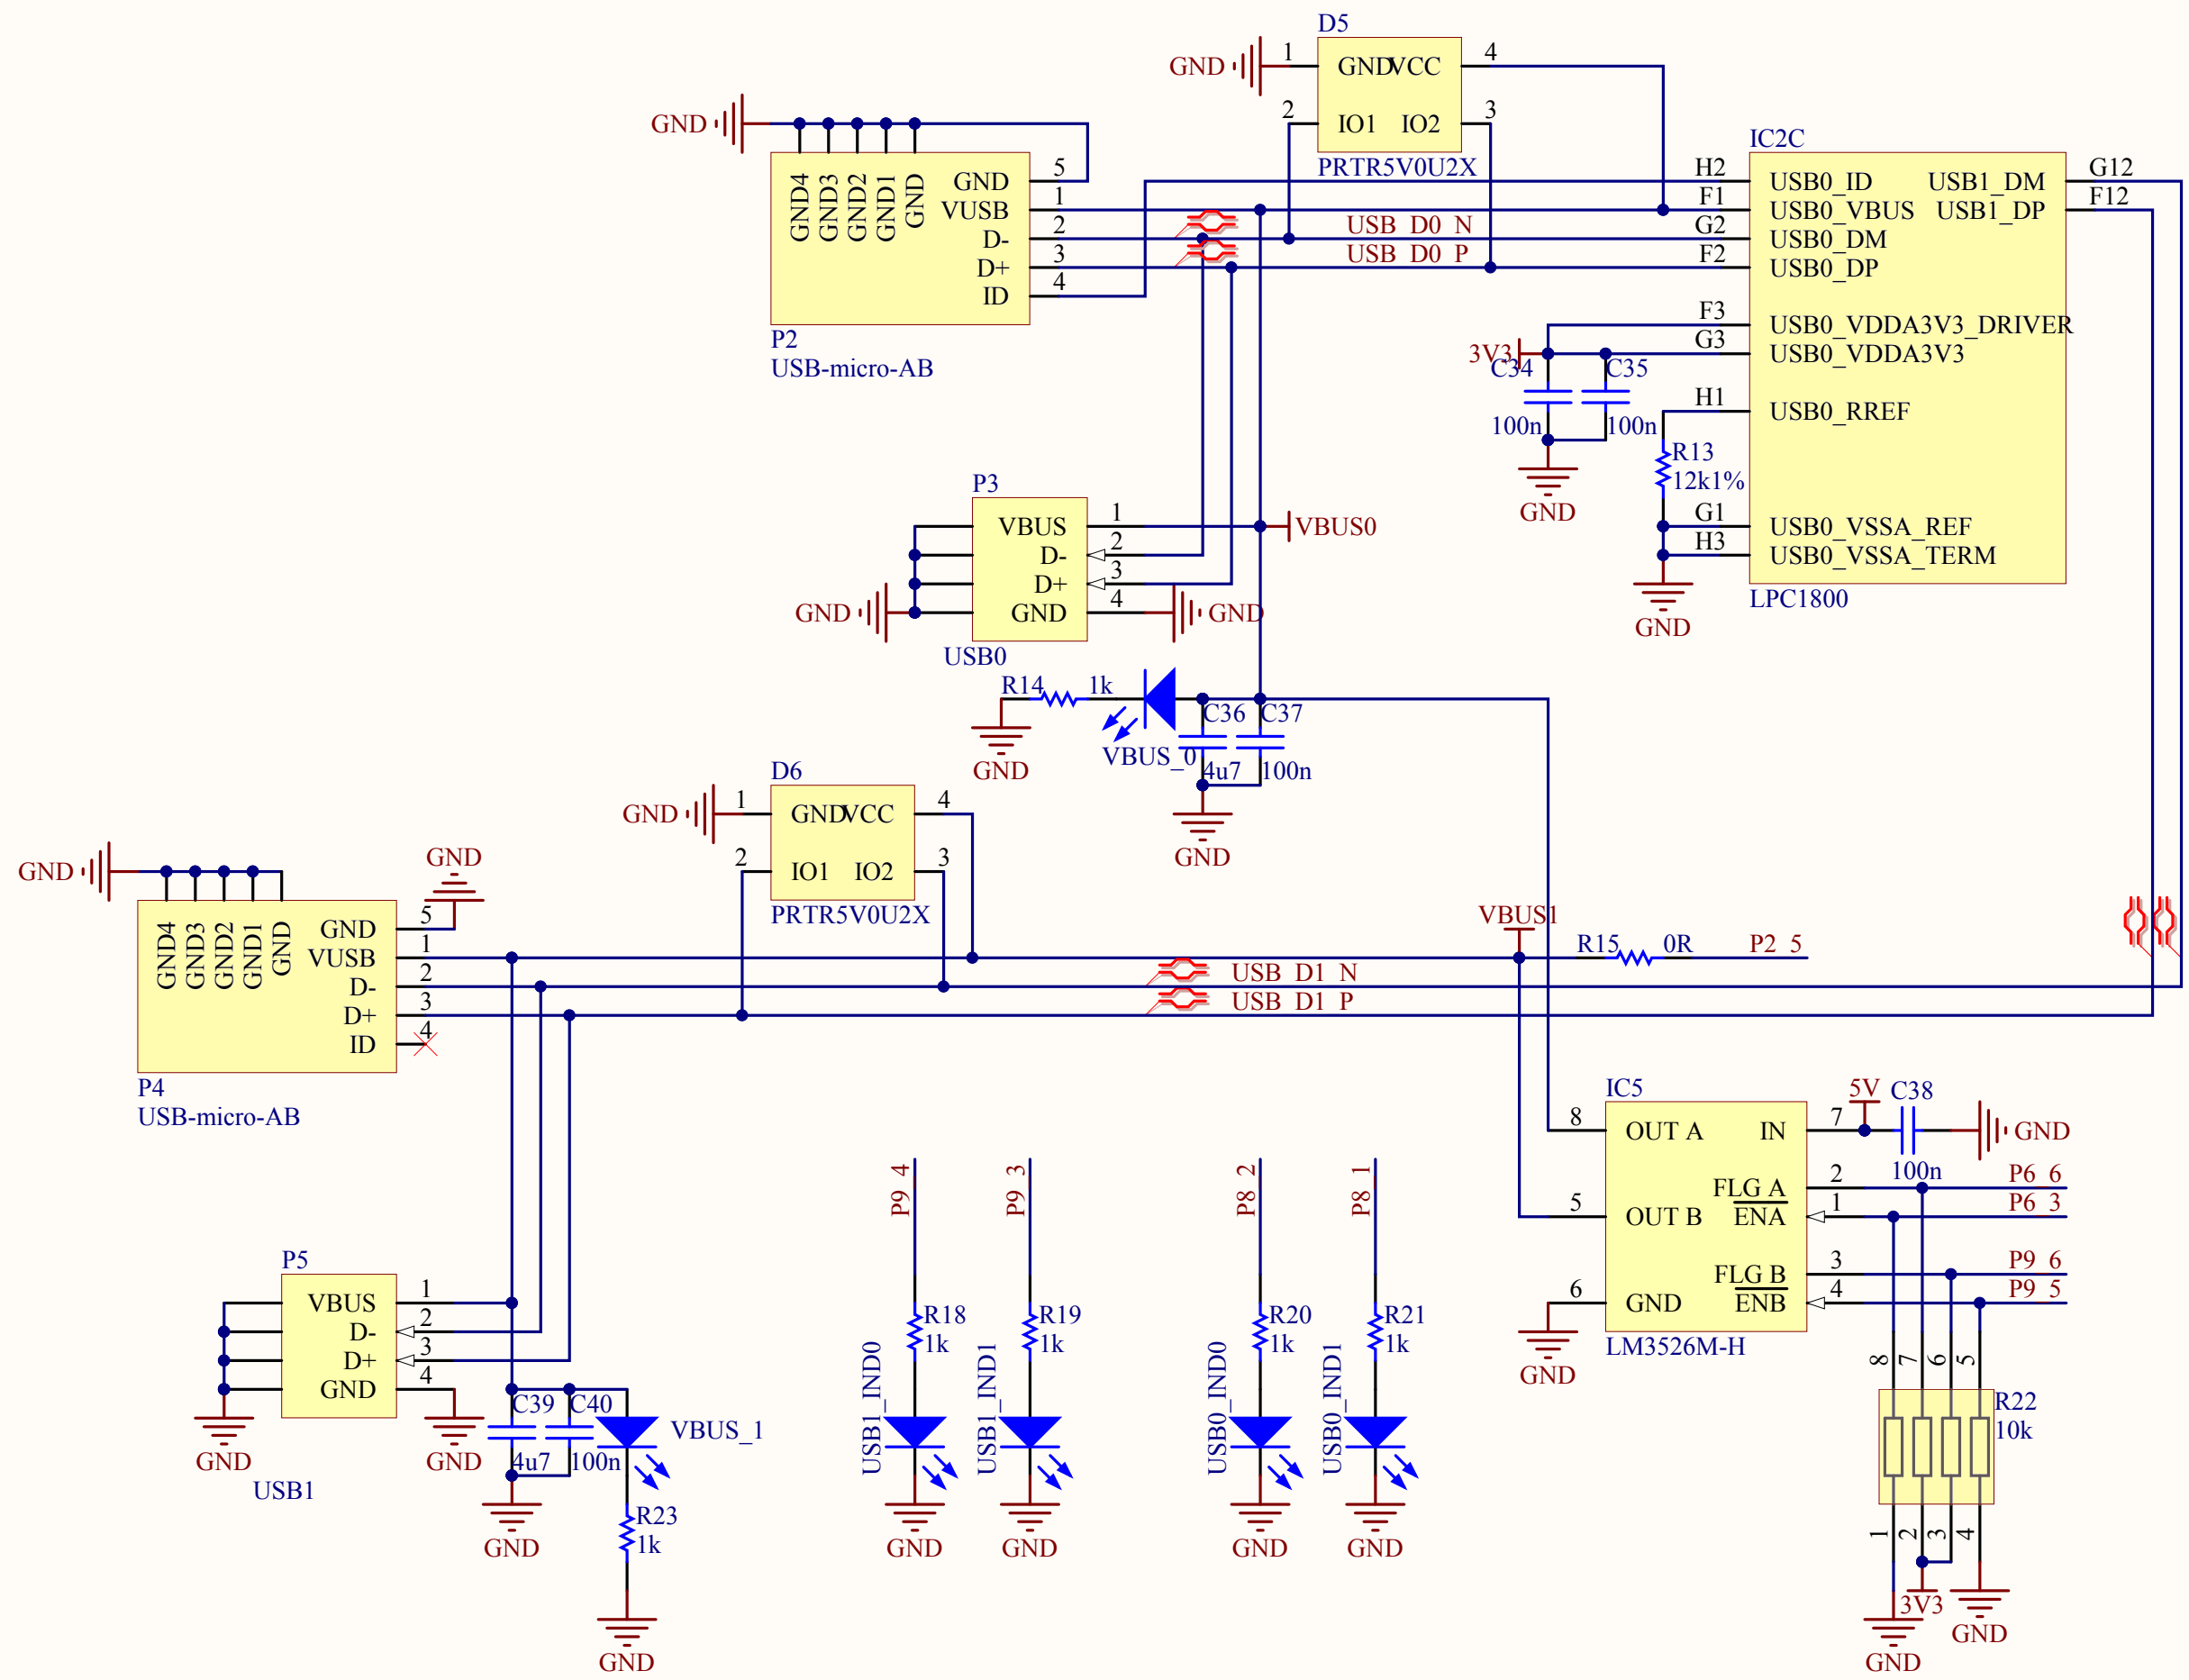 D5
GND 1 GND VCC 4
2 IO1 IO2 3
PRTR5V0U2X
GND
GND4 GND3 GND2 GND1 GND
GND 5
VUSB 1
D- 2
D+ 3
ID 4
P2
USB-micro-AB
USB_D0_N
USB_D0_P
IC2C
H2 USB0_ID USB1_DM G12
F1 USB0_VBUS USB1_DP F12
G2 USB0_DM
F2 USB0_DP
F3 USB0_VDDA3V3_DRIVER
G3 USB0_VDDA3V3
H1 USB0_RREF
G1 USB0_VSSA_REF
H3 USB0_VSSA_TERM
LPC1800
3V3
C34 C35
100n 100n
GND
R13
12k1%
GND
P3
VBUS 1
D- 2
D+ 3
GND 4
GND
GND
USB0
VBUS0
R14 1k
GND
VBUS_0
C36 C37
4u7 100n
GND
D6
GND 1 GND VCC 4
2 IO1 IO2 3
PRTR5V0U2X
GND
GND
GND4 GND3 GND2 GND1 GND
GND 5
VUSB 1
D- 2
D+ 3
ID 4
P4
USB-micro-AB
VBUS1
R15 0R P2_5
USB_D1_N
USB_D1_P
IC5
8 OUT A IN 7
5V C38
GND
100n
FLG A 2 P6_6
5 OUT B ENA 1 P6_3
FLG B 3 P9_6
6 GND ENB 4 P9_5
GND
LM3526M-H
8 7 6 5
R22
10k
1 2 3 4
3V3
GND
GND
P5
VBUS 1
D- 2
D+ 3
GND 4
GND
GND
USB1
C39 C40
4u7 100n
GND
VBUS_1
R23
1k
GND
P9_4
R18
1k
USB1_IND0
GND
P9_3
R19
1k
USB1_IND1
GND
P8_2
R20
1k
USB0_IND0
GND
P8_1
R21
1k
USB0_IND1
GND